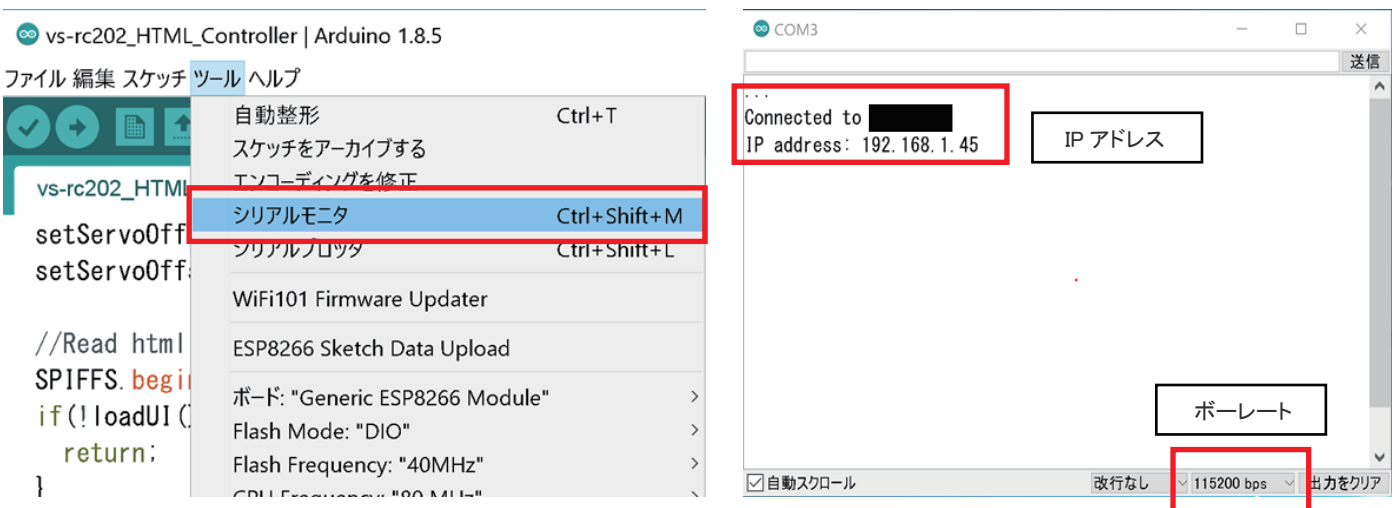 vs-rc202_HTML_Controller | Arduino 1.8.5
ファイル 編集 スケッチ ツール ヘルプ
自動整形 Ctrl+T
スケッチをアーカイブする
エンコーディングを修正
シリアルモニタ Ctrl+Shift+M
シリアルプロッタ Ctrl+Shift+L
WiFi101 Firmware Updater
ESP8266 Sketch Data Upload
ボード: "Generic ESP8266 Module"
Flash Mode: "DIO"
Flash Frequency: "40MHz"
CPU Frequency: "80 MHz"
vs-rc202_HTML
setServoOff
setServoOffs
//Read html
SPIFFS.begin
if(!loadUI()
return;
}
COM3
送信
...
Connected to
IP address: 192.168.1.45
IP アドレス
ボーレート
自動スクロール 改行なし 115200 bps 出力をクリア